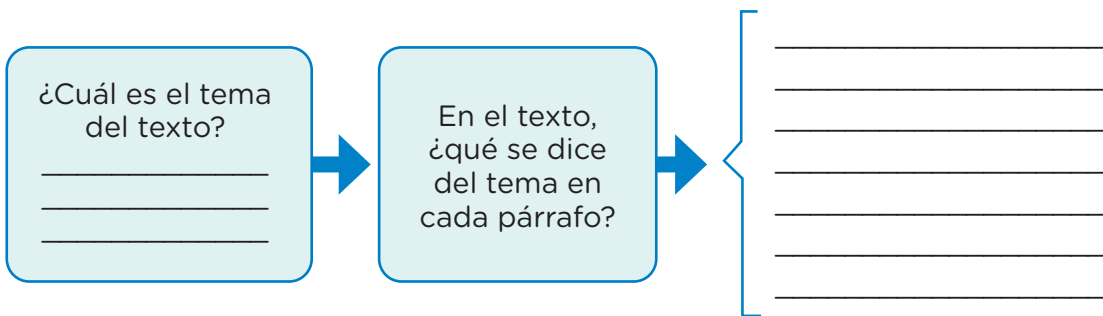 ¿Cuál es el tema
del texto?
En el texto,
¿qué se dice
del tema en
cada párrafo?